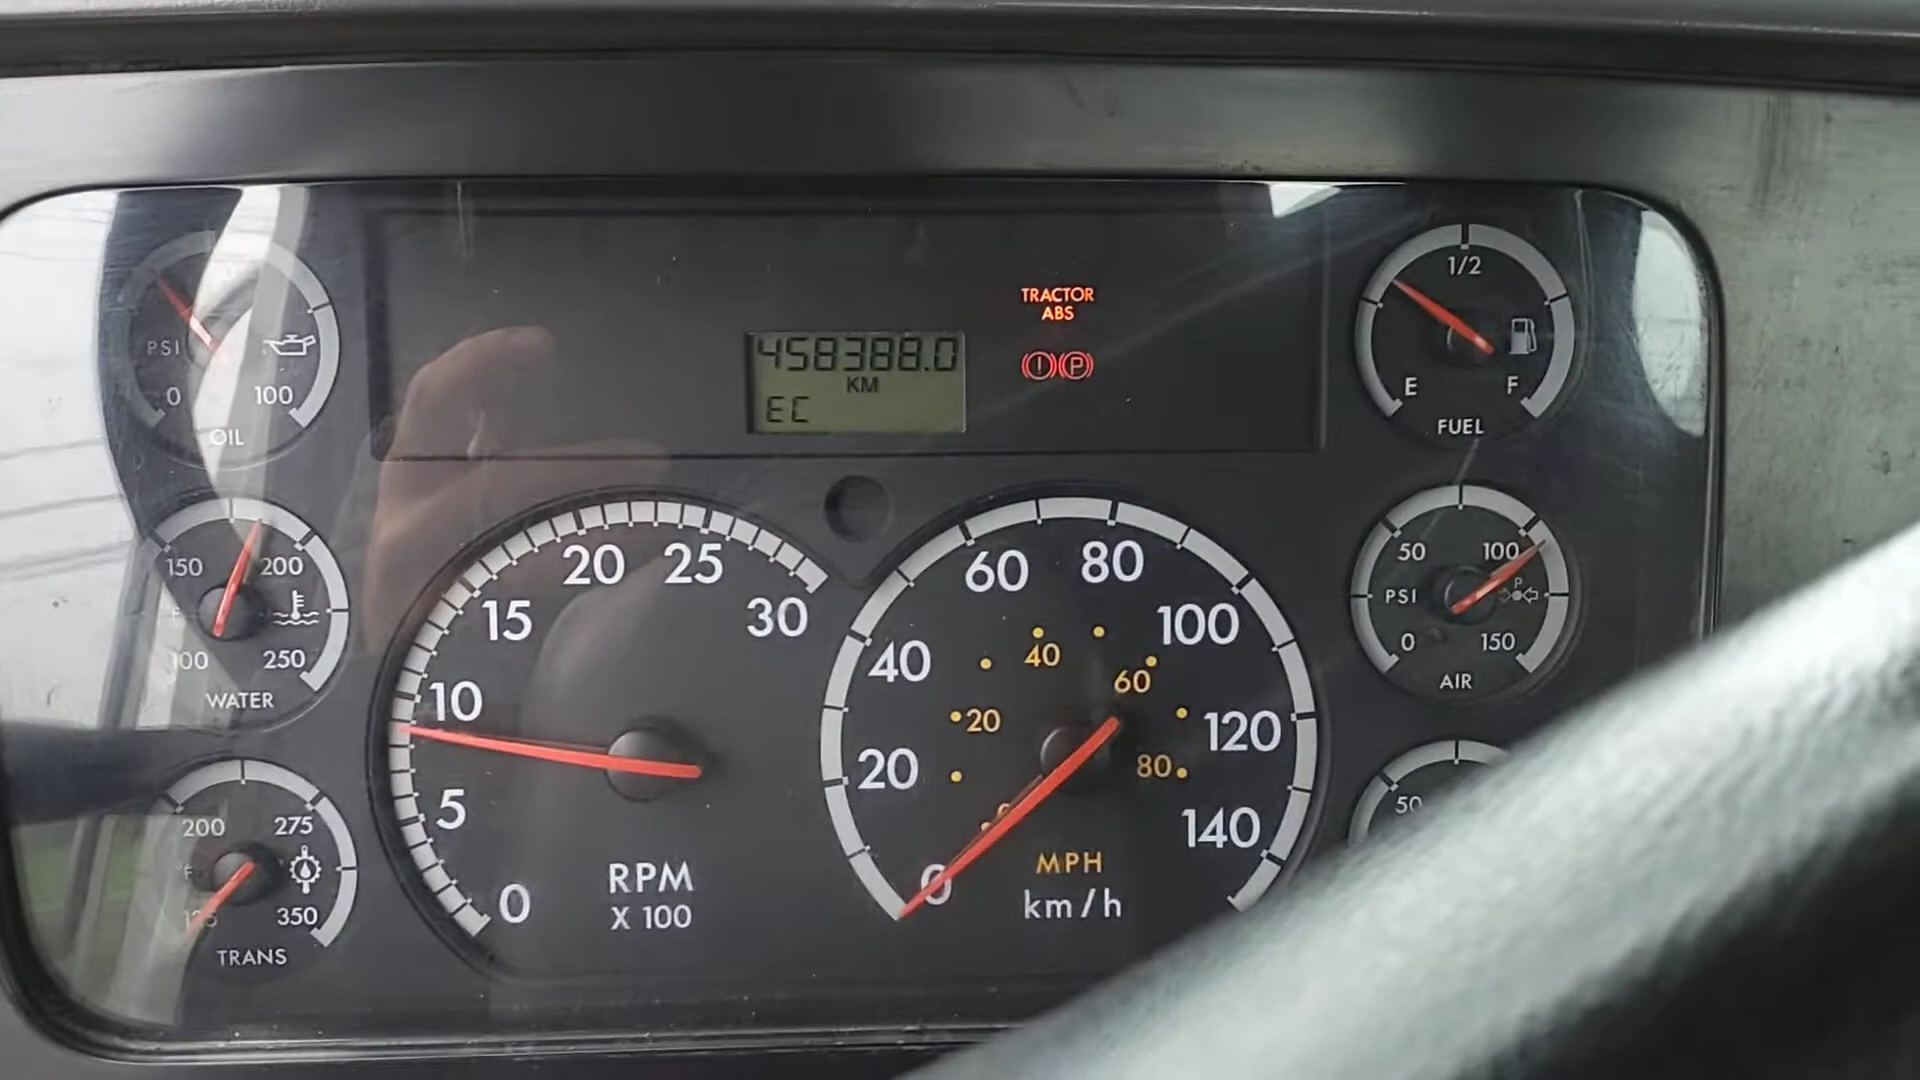 PSI
0
100
OIL
458388.0
KM
EC
TRACTOR
ABS
P
1/2
E
F
FUEL
150
200
F
100
250
WATER
0
5
10
15
20
25
30
RPM
X 100
0
20
40
60
80
100
120
140
20
40
60
80
MPH
km/h
50
100
PSI
P
0
150
AIR
200
275
°F
125
350
TRANS
50